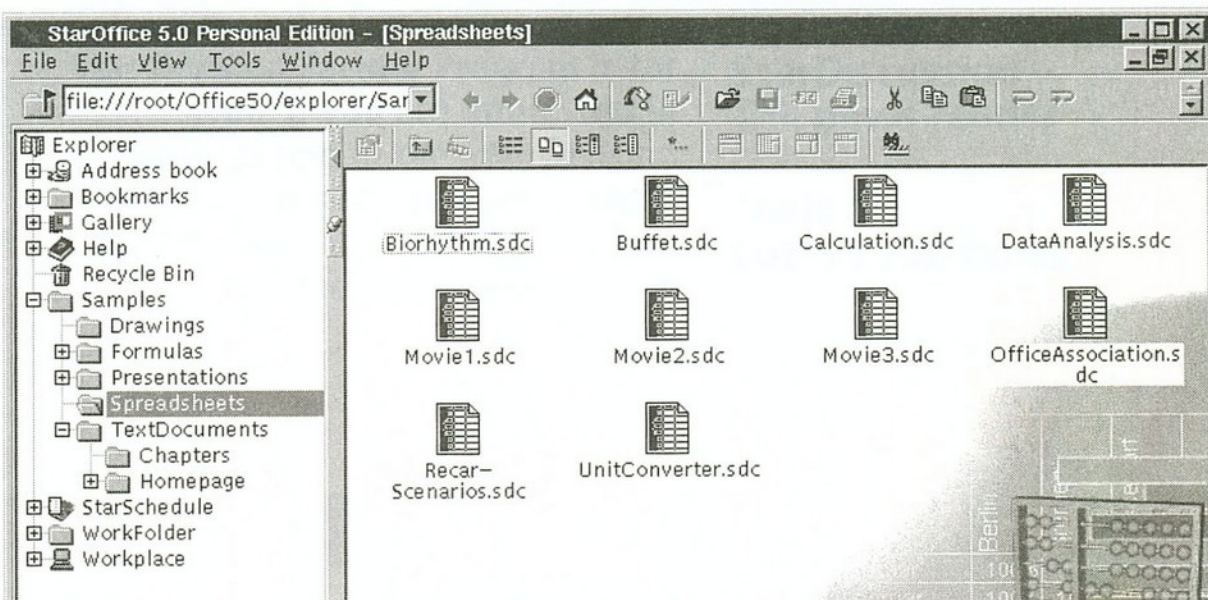 StarOffice 5.0 Personal Edition - [Spreadsheets]
File Edit View Tools Window Help
file:///root/Office50/explorer/Sar
Explorer
Address book
Bookmarks
Gallery
Help
Recycle Bin
Samples
Drawings
Formulas
Presentations
Spreadsheets
TextDocuments
Chapters
Homepage
StarSchedule
WorkFolder
Workplace
Biorhythm.sdc Buffet.sdc Calculation.sdc DataAnalysis.sdc
Movie1.sdc Movie2.sdc Movie3.sdc OfficeAssociation.s
dc
Recar- UnitConverter.sdc
Scenarios.sdc
Berlin